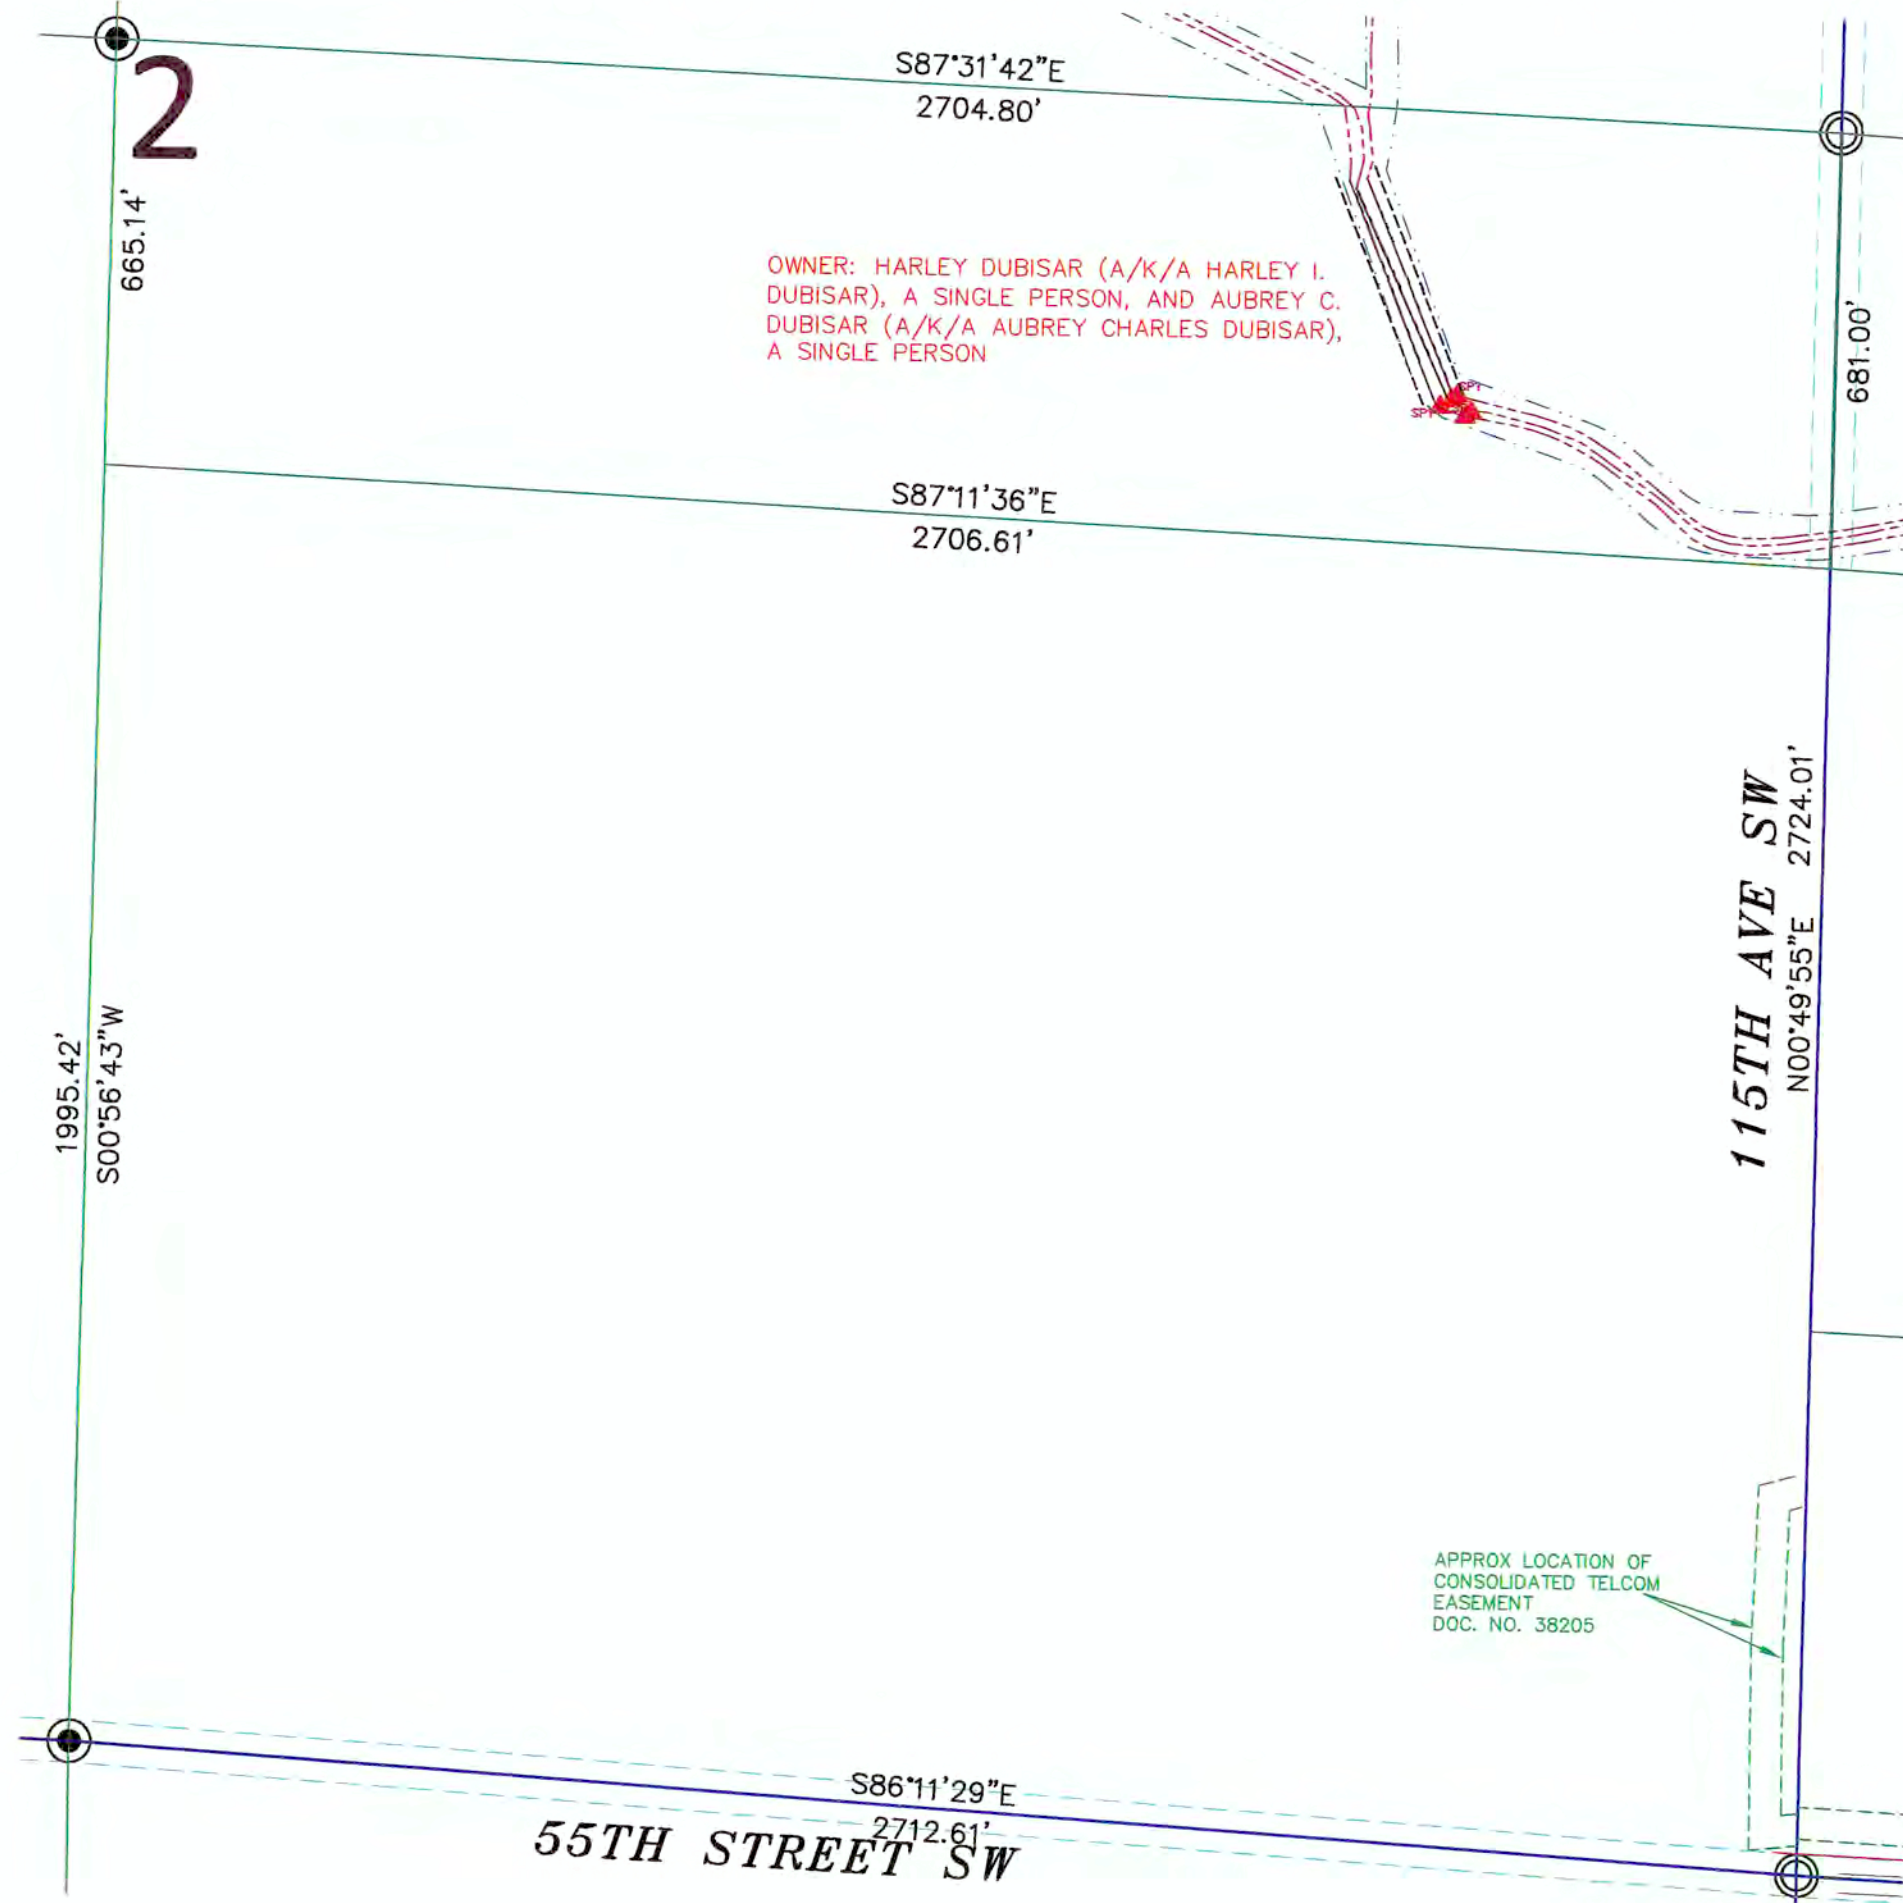 2
S87°31'42"E
2704.80'
665.14'
OWNER: HARLEY DUBISAR (A/K/A HARLEY I.
DUBISAR), A SINGLE PERSON, AND AUBREY C.
DUBISAR (A/K/A AUBREY CHARLES DUBISAR),
A SINGLE PERSON
681.00'
SPT
SPT
S87°11'36"E
2706.61'
115TH AVE SW
N00°49'55"E 2724.01'
1995.42'
S00°56'43"W
APPROX LOCATION OF
CONSOLIDATED TELCOM
EASEMENT
DOC. NO. 38205
S86°11'29"E
2712.61'
55TH STREET SW